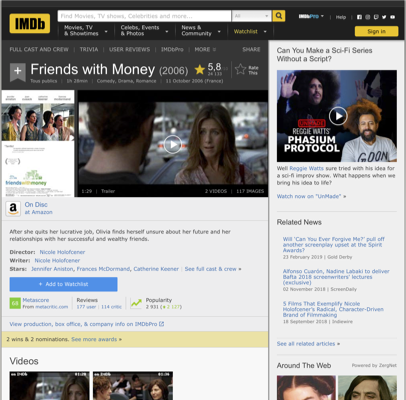 IMDb
Find Movies, TV shows, Celebrities and more...
All
IMDbPro
Help
Movies, TV & Showtimes
Celebs, Events & Photos
News & Community
Watchlist
Sign in
FULL CAST AND CREW | TRIVIA | USER REVIEWS | IMDbPro | MORE
SHARE
Friends with Money (2006)
5,8
Rate This
Tous publics | 1h 28min | Comedy, Drama, Romance | 11 October 2006 (France)
friendswithmoney
1:29 | Trailer
2 VIDEOS | 117 IMAGES
On Disc
at Amazon
After she quits her lucrative job, Olivia finds herself unsure about her future and her
relationships with her successful and wealthy friends.
Director: Nicole Holofcener
Writer: Nicole Holofcener
Stars: Jennifer Aniston, Frances McDormand, Catherine Keener | See full cast & crew »
+ Add to Watchlist
Metascore
From metacritic.com
Reviews
177 user | 114 critic
Popularity
View production, box office, & company info on IMDbPro
2 wins & 2 nominations. See more awards »
Videos
Can You Make a Sci-Fi Series
Without a Script?
REGGIE WATTS'
PHASIUM
PROTOCOL
Well Reggie Watts sure tried with his idea for
a sci-fi improv show. What happens when we
bring his idea to life?
Watch now on "UnMade" »
Related News
Will 'Can You Ever Forgive Me?' pull off
another screenplay upset at the Spirit
Awards?
23 February 2019 | Gold Derby
Alfonso Cuarón, Nadine Labaki to deliver
Bafta 2018 screenwriters' lectures
(exclusive)
02 November 2018 | ScreenDaily
5 Films That Exemplify Nicole
Holofcener's Radical, Character-Driven
Brand of Filmmaking
18 September 2018 | Indiewire
See all related articles »
Around The Web
Powered by ZergNet